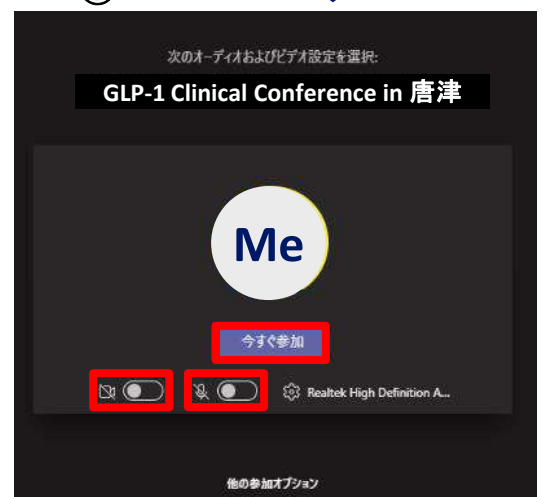 次のオーディオおよびビデオ設定を選択:
GLP-1 Clinical Conference in 唐津
Me
今すぐ参加
Realtek High Definition A...
他の参加オプション